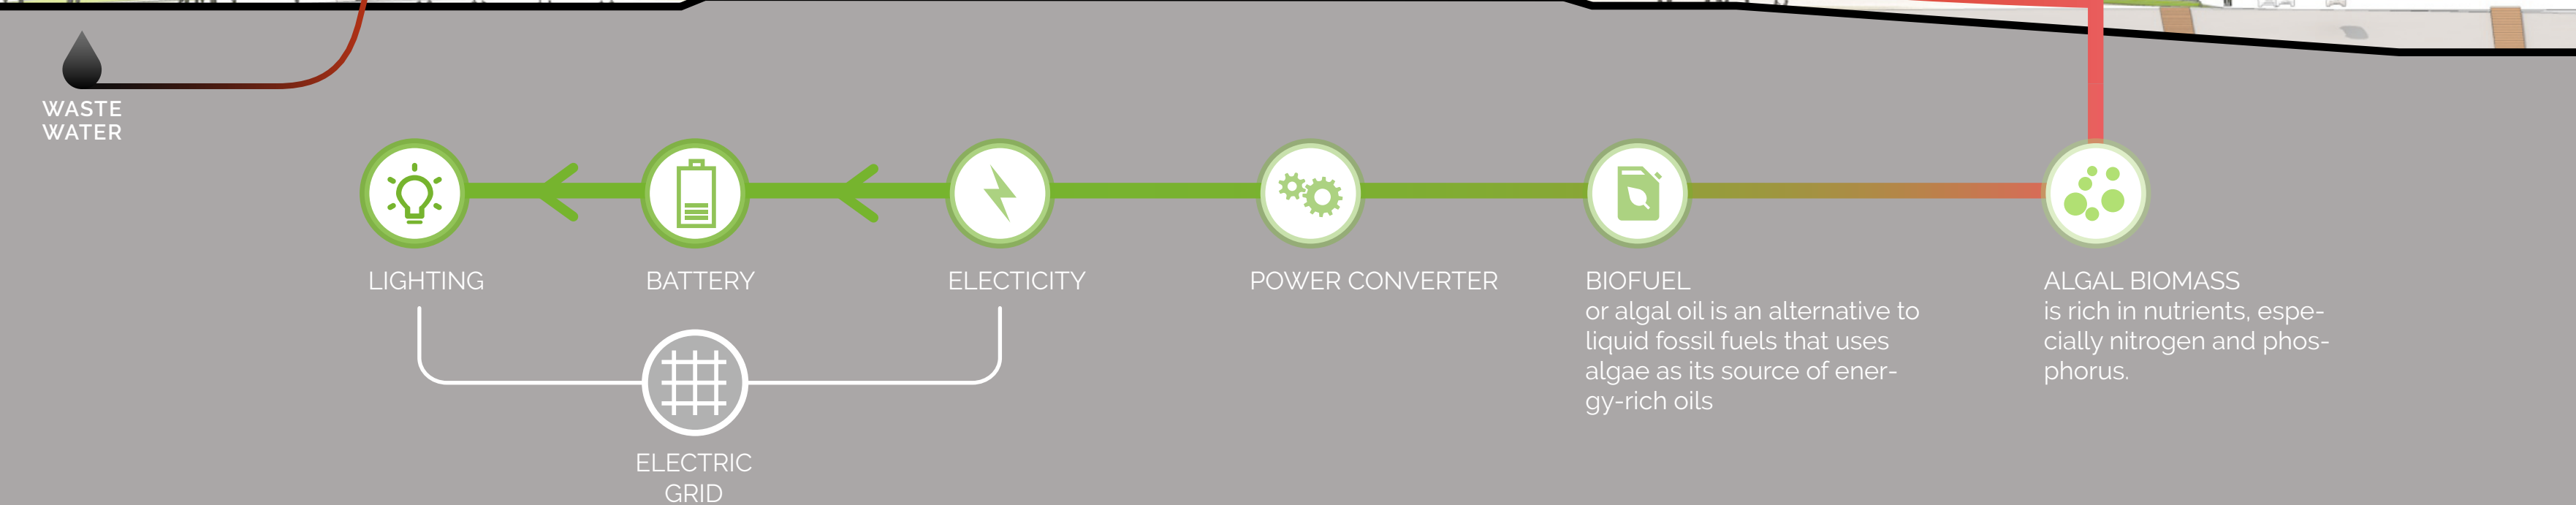 WASTE
WATER
LIGHTING
BATTERY
ELECTICITY
POWER CONVERTER
BIOFUEL
or algal oil is an alternative to
liquid fossil fuels that uses
algae as its source of ener-
gy-rich oils
ALGAL BIOMASS
is rich in nutrients, espe-
cially nitrogen and phos-
phorus.
ELECTRIC
GRID